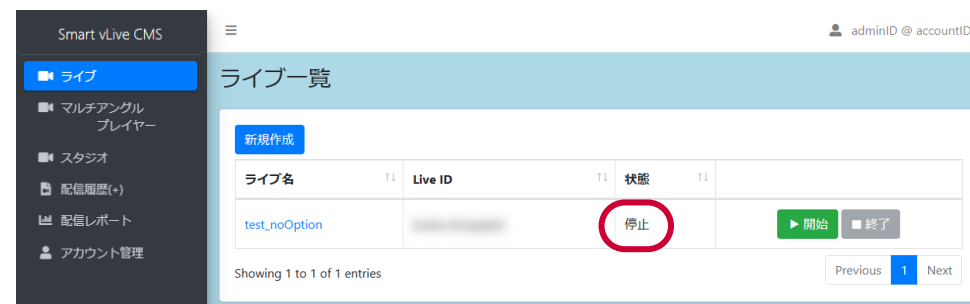 Smart vLive CMS
adminID @ accountID
ライブ
マルチアングル
プレイヤー
スタジオ
配信履歴(+)
配信レポート
アカウント管理
ライブ一覧
新規作成
ライブ名 Live ID 状態
test_noOption 停止 開始 終了
Showing 1 to 1 of 1 entries
Previous 1 Next